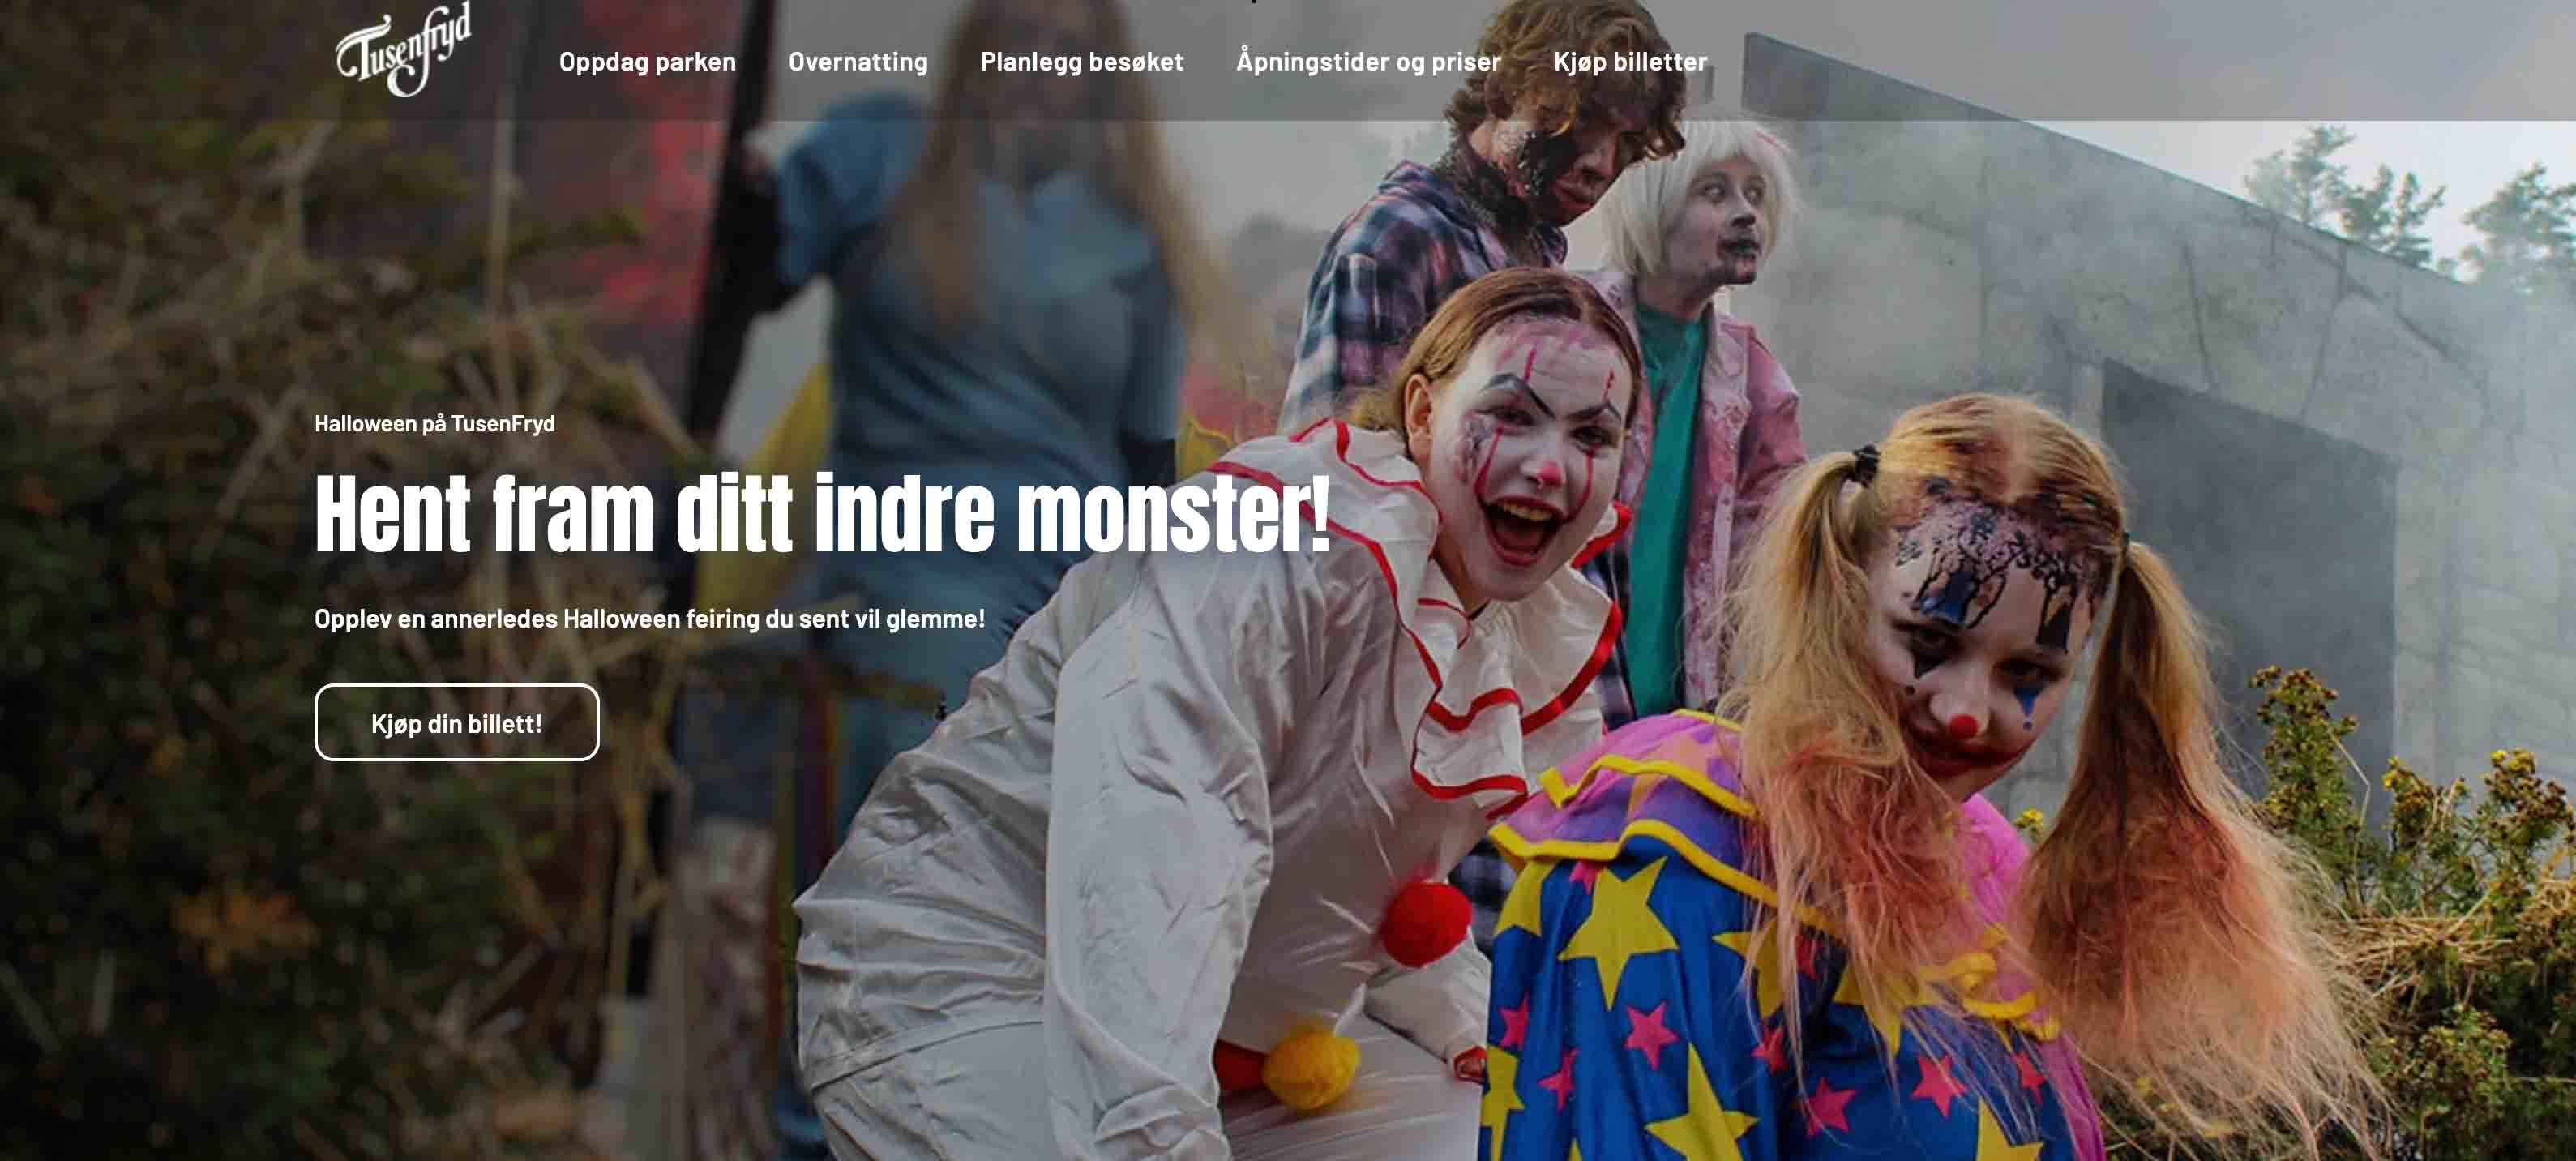 Tusenfryd
Oppdag parken Overnatting Planlegg besøket Åpningstider og priser Kjøp billetter
Halloween på TusenFryd
Hent fram ditt indre monster!
Opplev en annerledes Halloween feiring du sent vil glemme!
Kjøp din billett!